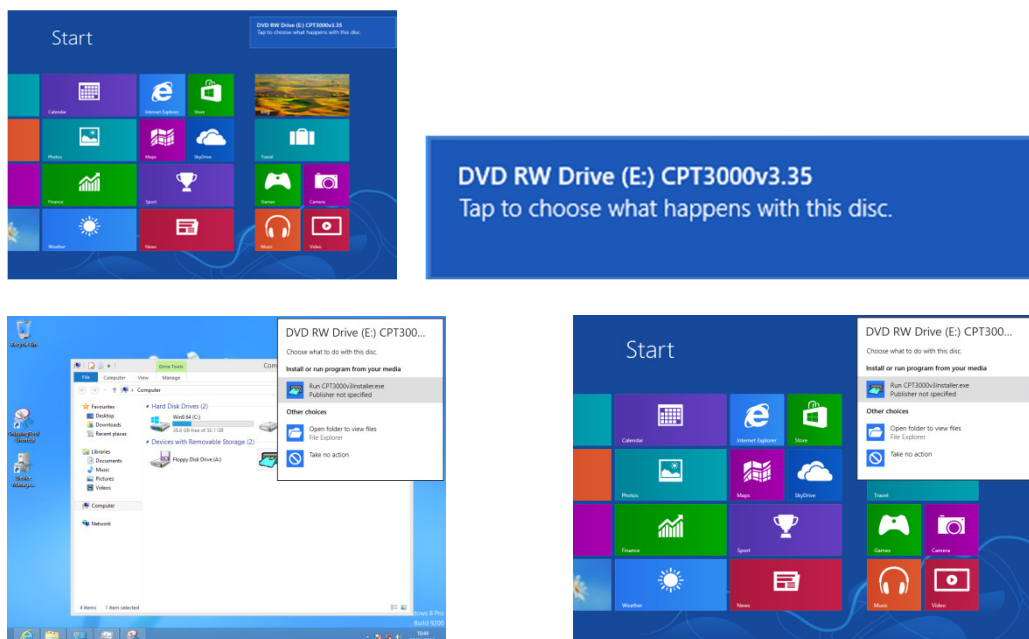 Start
DVD RW Drive (E:) CPT3000v3.35
Tap to choose what happens with this disc.
Calendar
Internet Explorer
Store
Photos
Maps
SkyDrive
Travel
Finance
Sport
Games
Camera
Weather
News
Music
Video
DVD RW Drive (E:) CPT3000v3.35
Tap to choose what happens with this disc.
Recycle Bin
Drive Tools
File
Computer
View
Manage
Computer
Favourites
Desktop
Downloads
Recent places
Libraries
Documents
Music
Pictures
Videos
Computer
Network
Hard Disk Drives (2)
Win8 64 (C:)
Devices with Removable Storage (2)
Floppy Disk Drive (A:)
4 items
1 item selected
DVD RW Drive (E:) CPT300...
Choose what to do with this disc.
Install or run program from your media
Run CPT3000v3Installer.exe
Publisher not specified
Other choices
Open folder to view files
File Explorer
Take no action
Build 9200
Start
Calendar
Internet Explorer
Store
Photos
Maps
SkyDrive
Travel
Finance
Sport
Games
Camera
Weather
News
Music
Video
DVD RW Drive (E:) CPT300...
Choose what to do with this disc.
Install or run program from your media
Run CPT3000v3Installer.exe
Publisher not specified
Other choices
Open folder to view files
File Explorer
Take no action